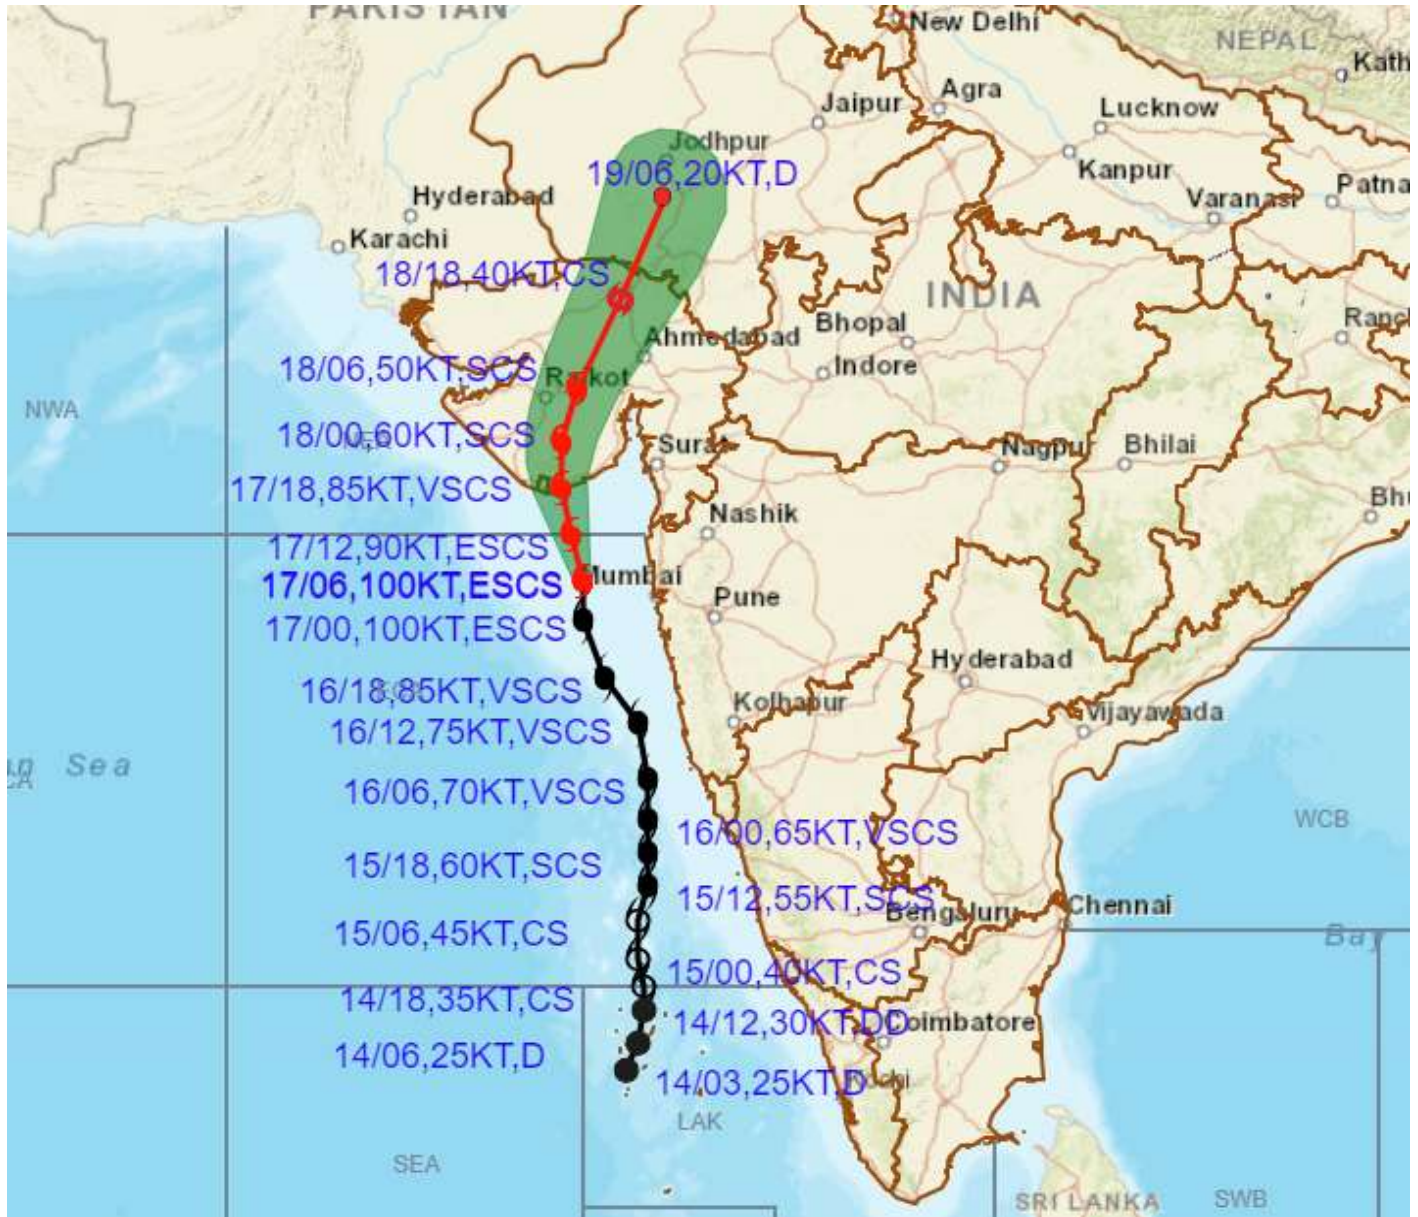 PAKISTAN
New Delhi
NEPAL
Kath
Agra
Jaipur
Lucknow
Jodhpur
19/06,20KT,D
Kanpur
Patna
Hyderabad
Varanasi
Karachi
18/18,40KT,CS
INDIA
Bhopal
Ahmedabad
Ranc
Indore
18/06,50KT,SCS
Rajkot
NWA
18/00,60KT,SCS
Surat
Nagpur
Bhilai
17/18,85KT,VSCS
Bhu
Nashik
17/12,90KT,ESCS
Mumbai
17/06,100KT,ESCS
Pune
17/00,100KT,ESCS
Hyderabad
16/18,85KT,VSCS
Kolhapur
Vijayawada
16/12,75KT,VSCS
an Sea
CA
16/06,70KT,VSCS
WCB
16/00,65KT,VSCS
15/18,60KT,SCS
15/12,55KT,SCS
Bengaluru
Chennai
15/06,45KT,CS
Bay
15/00,40KT,CS
14/18,35KT,CS
14/12,30KT,DD
Coimbatore
14/06,25KT,D
14/03,25KT,D
Kochi
LAK
SEA
SRI LANKA
SWB